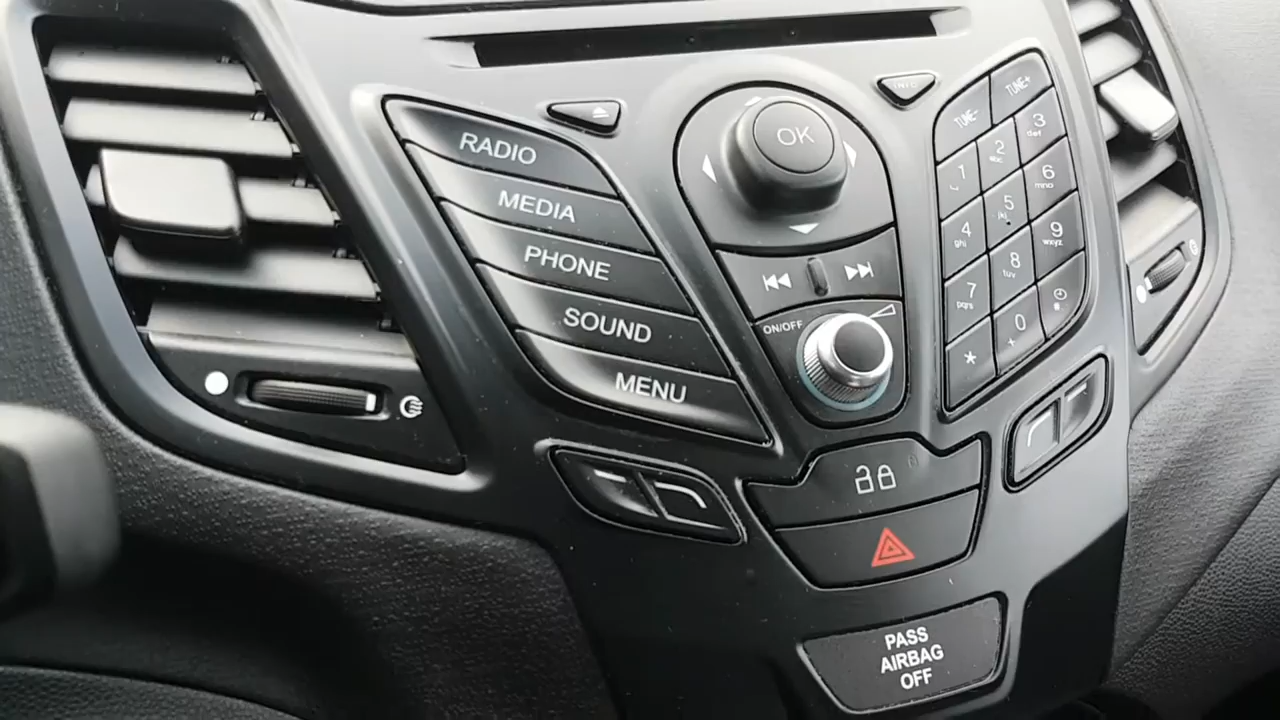 INFO
OK
TUNE- TUNE+
RADIO
MEDIA
PHONE
SOUND
MENU
1
2 abc
3 def
4 ghi
5 jkl
6 mno
7 pqrs
8 tuv
9 wxyz
*
0 +
#
ON/OFF
PASS
AIRBAG
OFF